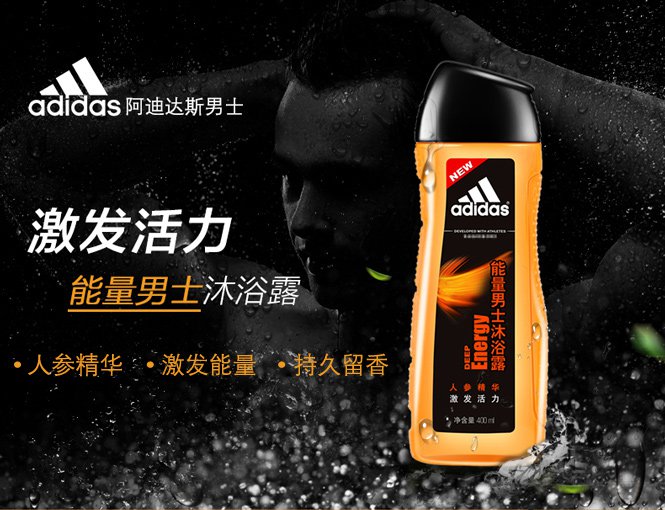 adidas 阿迪达斯男士
激发活力
能量男士沐浴露
• 人参精华 • 激发能量 • 持久留香
NEW
adidas
DEVELOPED WITH ATHLETES
能量男士沐浴露
DEEP
Energy
人参精华
激发活力
净含量 400ml